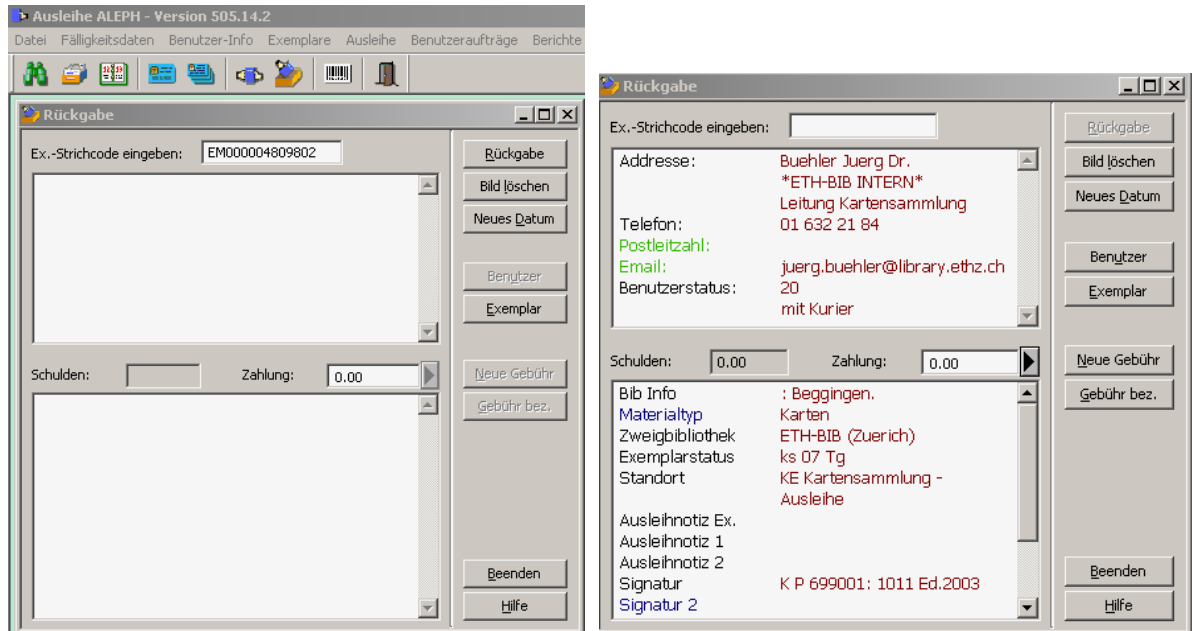 Ausleihe ALEPH - Version 505.14.2
Datei Fälligkeitsdaten Benutzer-Info Exemplare Ausleihe Benutzeraufträge Berichte
Rückgabe
Ex.-Strichcode eingeben: EM000004809802
Rückgabe
Bild löschen
Neues Datum
Benutzer
Exemplar
Schulden: Zahlung: 0.00
Neue Gebühr
Gebühr bez.
Beenden
Hilfe
Rückgabe
Ex.-Strichcode eingeben:
Rückgabe
Addresse: Buehler Juerg Dr.
*ETH-BIB INTERN*
Leitung Kartensammlung
Telefon: 01 632 21 84
Postleitzahl:
Email: juerg.buehler@library.ethz.ch
Benutzerstatus: 20
mit Kurier
Bild löschen
Neues Datum
Benutzer
Exemplar
Schulden: 0.00 Zahlung: 0.00
Neue Gebühr
Gebühr bez.
Bib Info : Beggingen.
Materialtyp Karten
Zweigbibliothek ETH-BIB (Zuerich)
Exemplarstatus ks 07 Tg
Standort KE Kartensammlung -
Ausleihe
Ausleihnotiz Ex.
Ausleihnotiz 1
Ausleihnotiz 2
Signatur K P 699001: 1011 Ed.2003
Signatur 2
Beenden
Hilfe